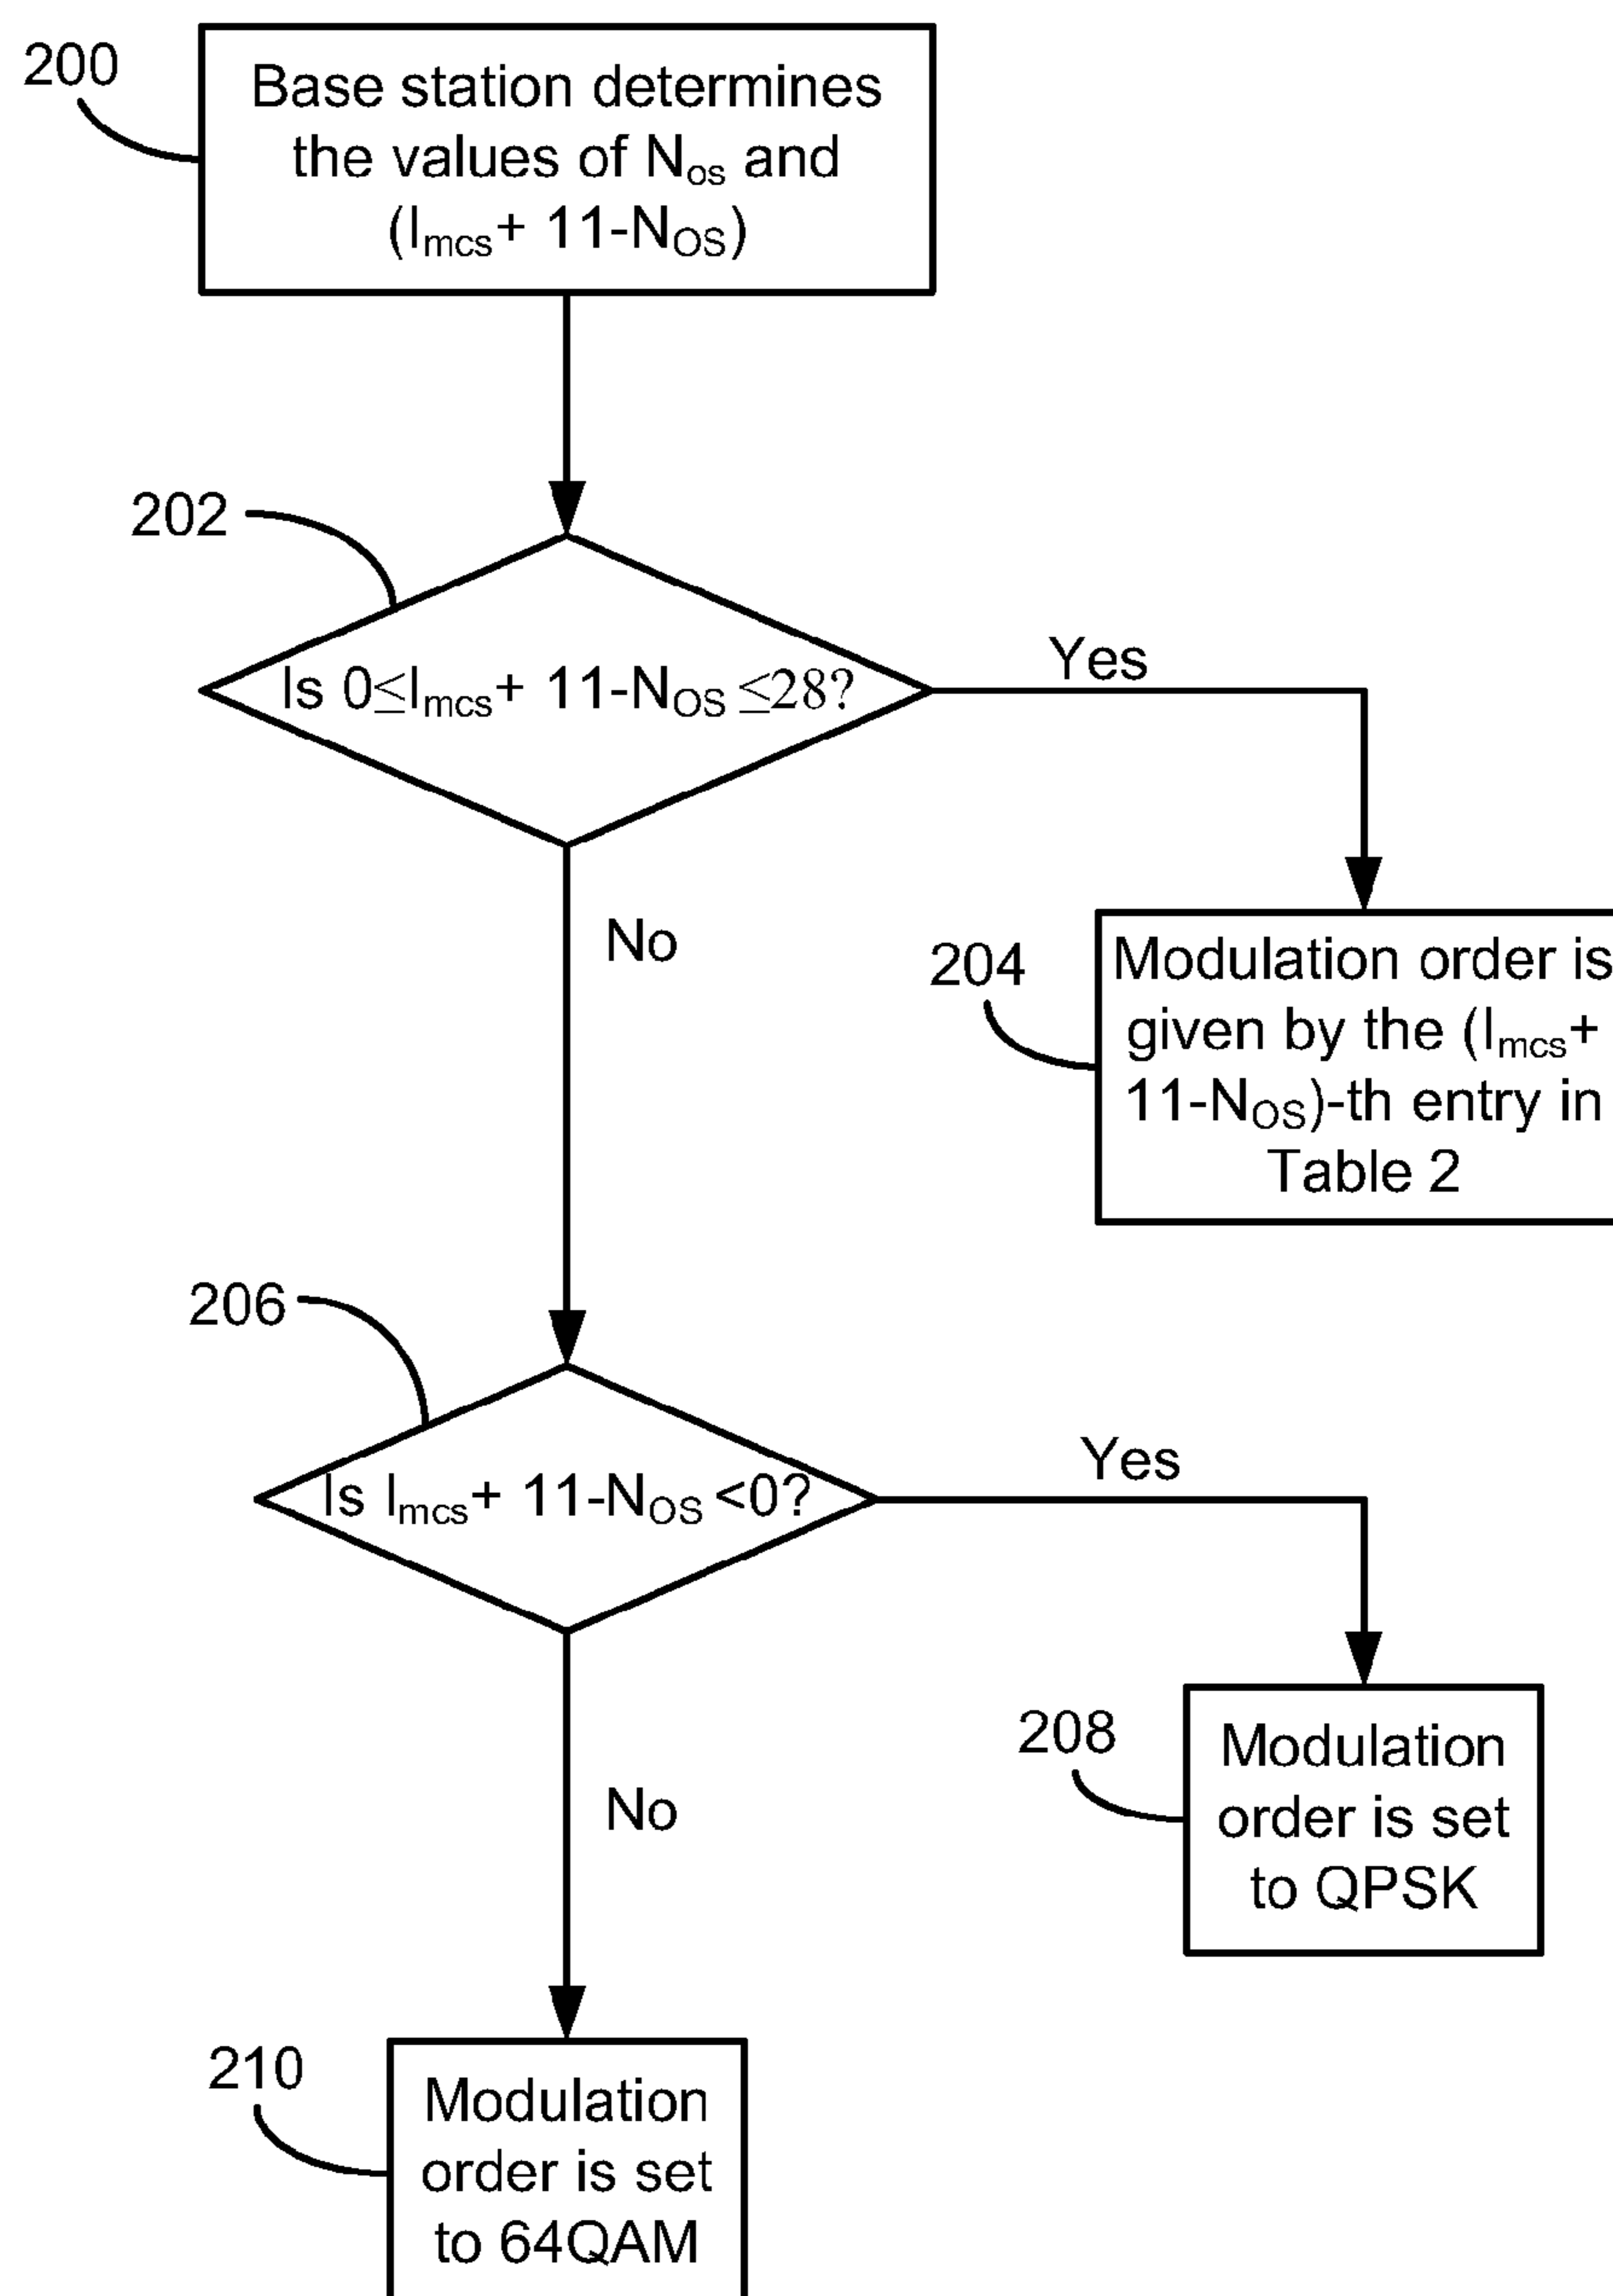 200
Base station determines
the values of Nos and
(Imcs+ 11-NOS)
202
Is 0≤Imcs+ 11-NOS ≤28?
Yes
No
204
Modulation order is
given by the (Imcs+
11-NOS)-th entry in
Table 2
206
Is Imcs+ 11-NOS <0?
Yes
208
Modulation
order is set
to QPSK
No
210
Modulation
order is set
to 64QAM